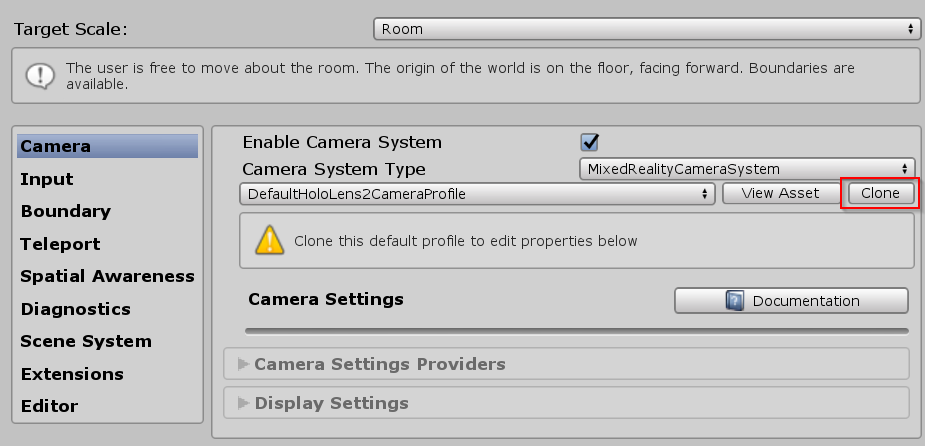 Target Scale:
Room
The user is free to move about the room. The origin of the world is on the floor, facing forward. Boundaries are
available.
Camera
Input
Boundary
Teleport
Spatial Awareness
Diagnostics
Scene System
Extensions
Editor
Enable Camera System
Camera System Type
MixedRealityCameraSystem
DefaultHoloLens2CameraProfile
View Asset
Clone
Clone this default profile to edit properties below
Camera Settings
Documentation
Camera Settings Providers
Display Settings